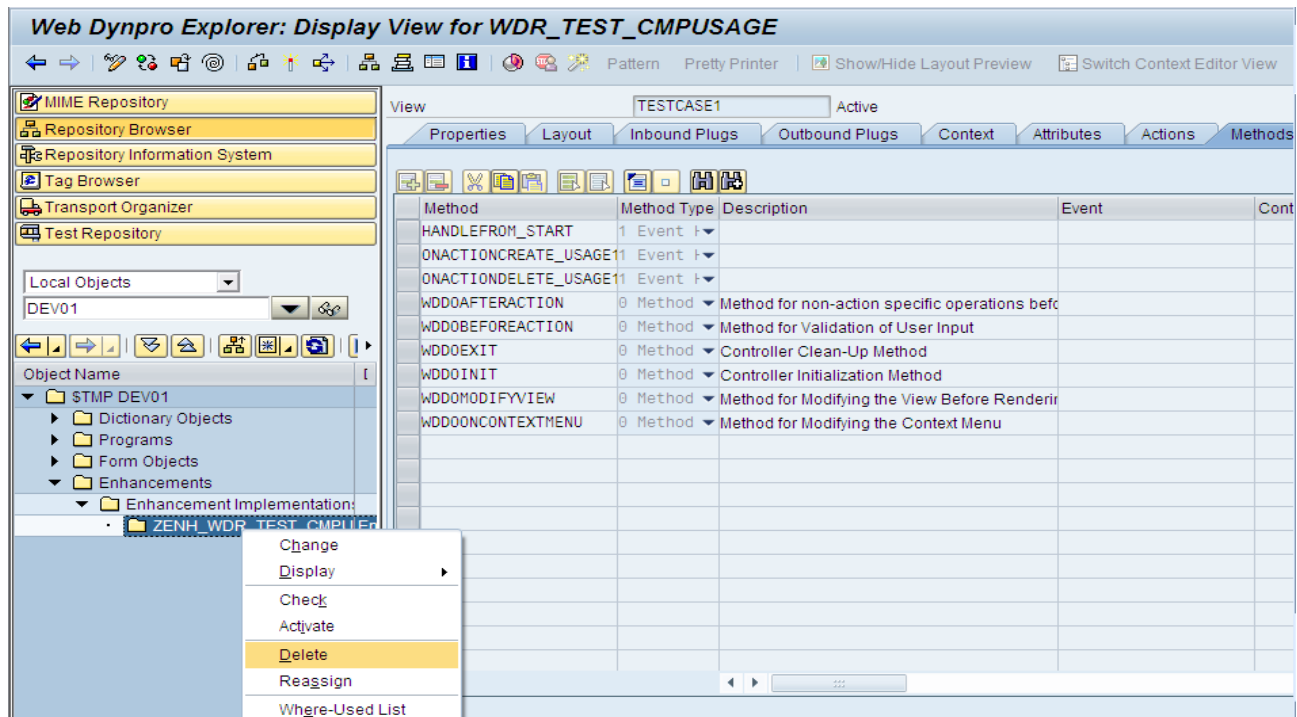 Web Dynpro Explorer: Display View for WDR_TEST_CMPUSAGE
Pattern Pretty Printer Show/Hide Layout Preview Switch Context Editor View
MIME Repository
Repository Browser
Repository Information System
Tag Browser
Transport Organizer
Test Repository
Local Objects
DEV01
Object Name
$TMP DEV01
Dictionary Objects
Programs
Form Objects
Enhancements
Enhancement Implementations
ZENH_WDR_TEST_CMPU En
Change
Display
Check
Activate
Delete
Reassign
Where-Used List
View TESTCASE1 Active
Properties Layout Inbound Plugs Outbound Plugs Context Attributes Actions Methods
Method Method Type Description Event Cont
HANDLEFROM_START 1 Event H
ONACTIONCREATE_USAGE1 1 Event H
ONACTIONDELETE_USAGE1 1 Event H
WDDOAFTERACTION 0 Method Method for non-action specific operations befo
WDDOBEFOREACTION 0 Method Method for Validation of User Input
WDDOEXIT 0 Method Controller Clean-Up Method
WDDOINIT 0 Method Controller Initialization Method
WDDOMODIFYVIEW 0 Method Method for Modifying the View Before Renderin
WDDOONCONTEXTMENU 0 Method Method for Modifying the Context Menu